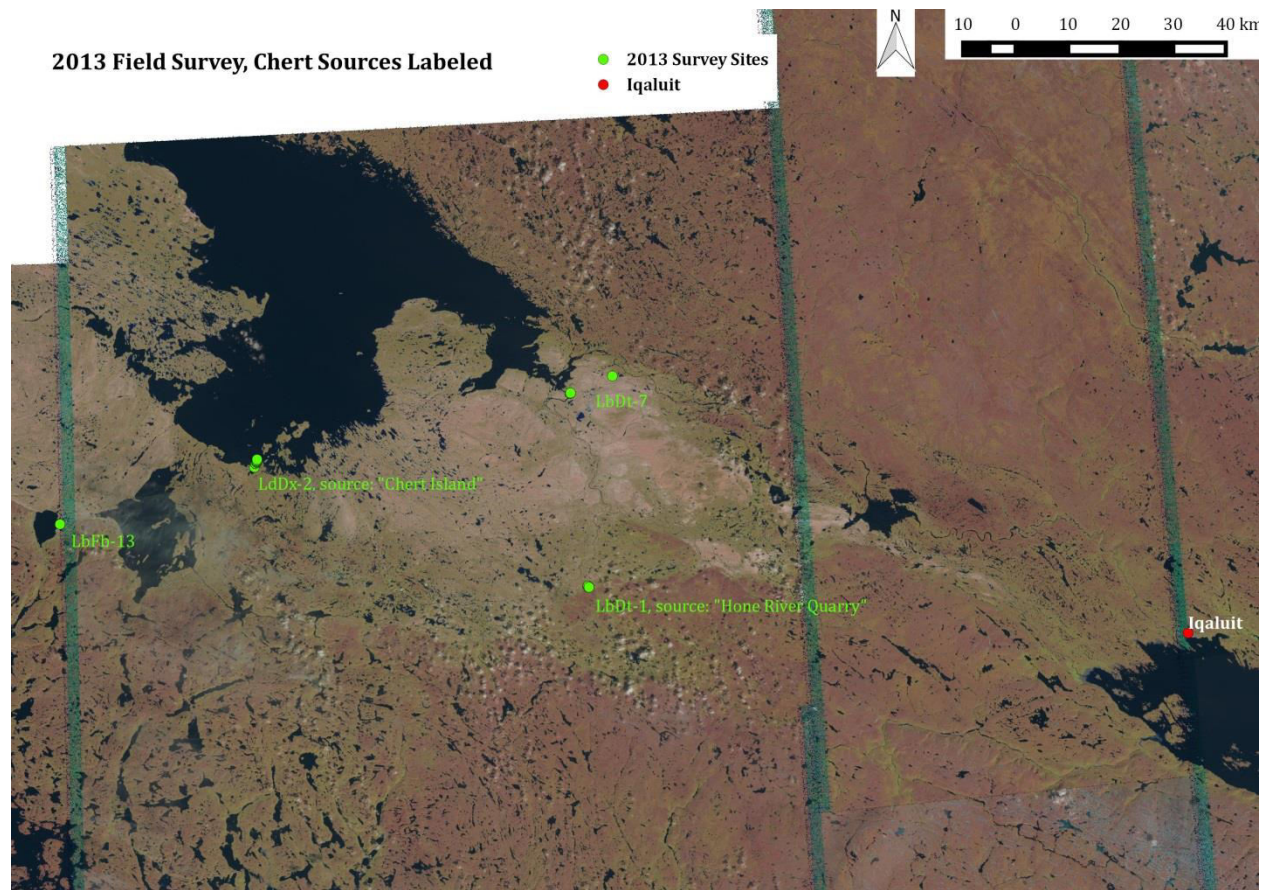 N
10 0 10 20 30 40 km
2013 Field Survey, Chert Sources Labeled
2013 Survey Sites
Iqaluit
LbDt-7
LdDx-2, source: "Chert Island"
LbFb-13
LbDt-1, source: "Hone River Quarry"
Iqaluit